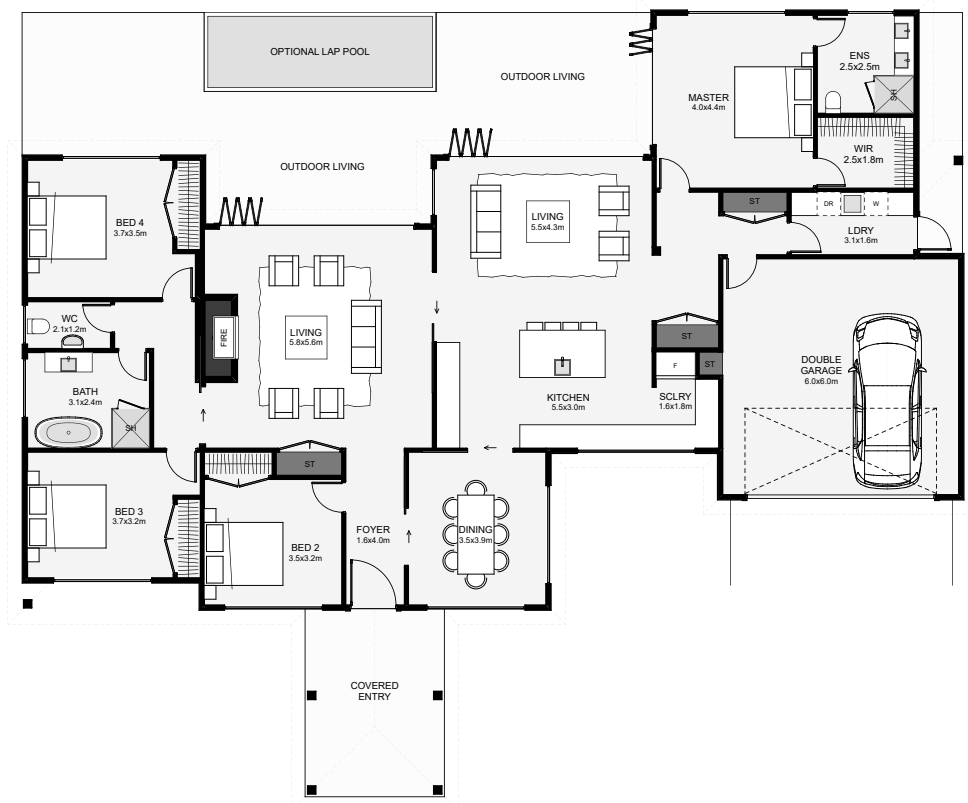 OPTIONAL LAP POOL
OUTDOOR LIVING
OUTDOOR LIVING
ENS
2.5x2.5m
SH
MASTER
4.0x4.4m
WIR
2.5x1.8m
ST
DR
W
LDRY
3.1x1.6m
BED 4
3.7x3.5m
LIVING
5.5x4.3m
WC
2.1x1.2m
FIRE
LIVING
5.8x5.6m
ST
F
ST
DOUBLE
GARAGE
6.0x6.0m
BATH
3.1x2.4m
SH
KITCHEN
5.5x3.0m
SCLRY
1.6x1.8m
ST
BED 3
3.7x3.2m
BED 2
3.5x3.2m
FOYER
1.6x4.0m
DINING
3.5x3.9m
COVERED
ENTRY